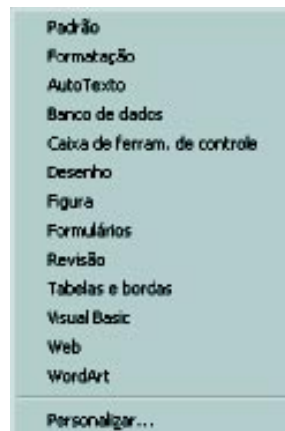 Padrão
Formatação
AutoTexto
Banco de dados
Caixa de ferram. de controle
Desenho
Figura
Formulários
Revisão
Tabelas e bordas
Visual Basic
Web
WordArt
Personalizar...